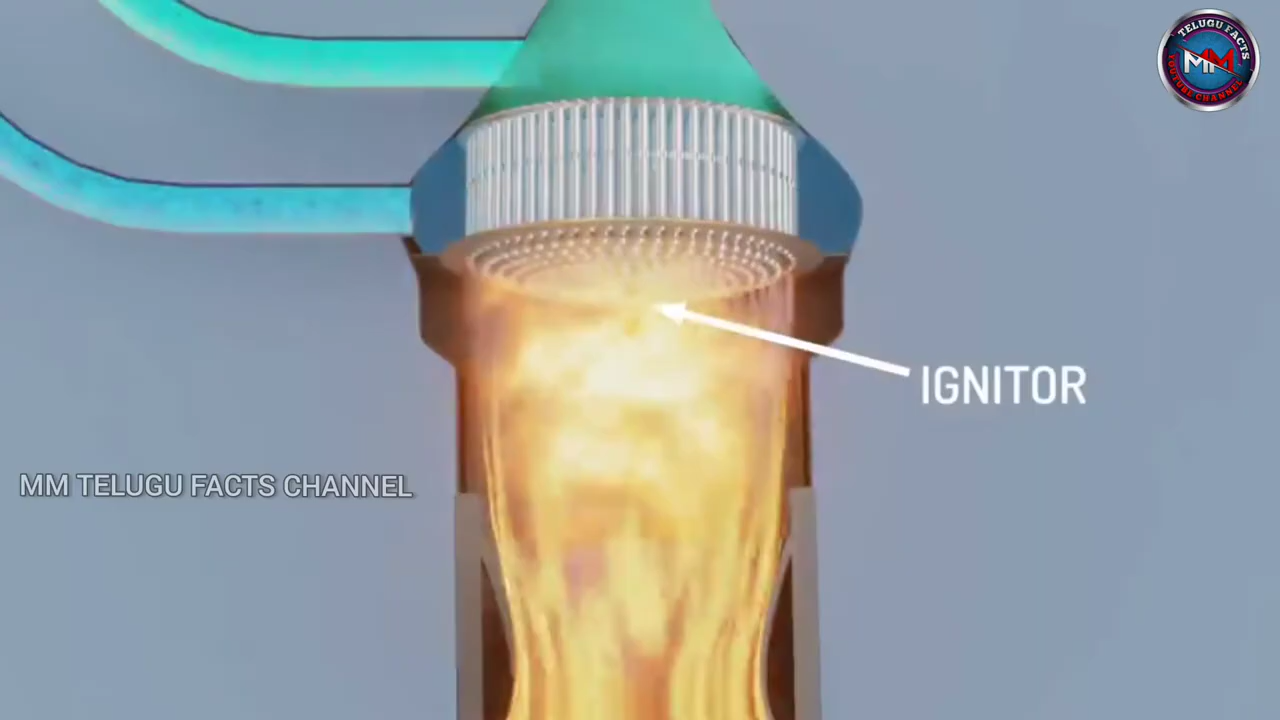 TELUGU FACTS
MM
YOUTUBE CHANNEL
IGNITOR
MM TELUGU FACTS CHANNEL